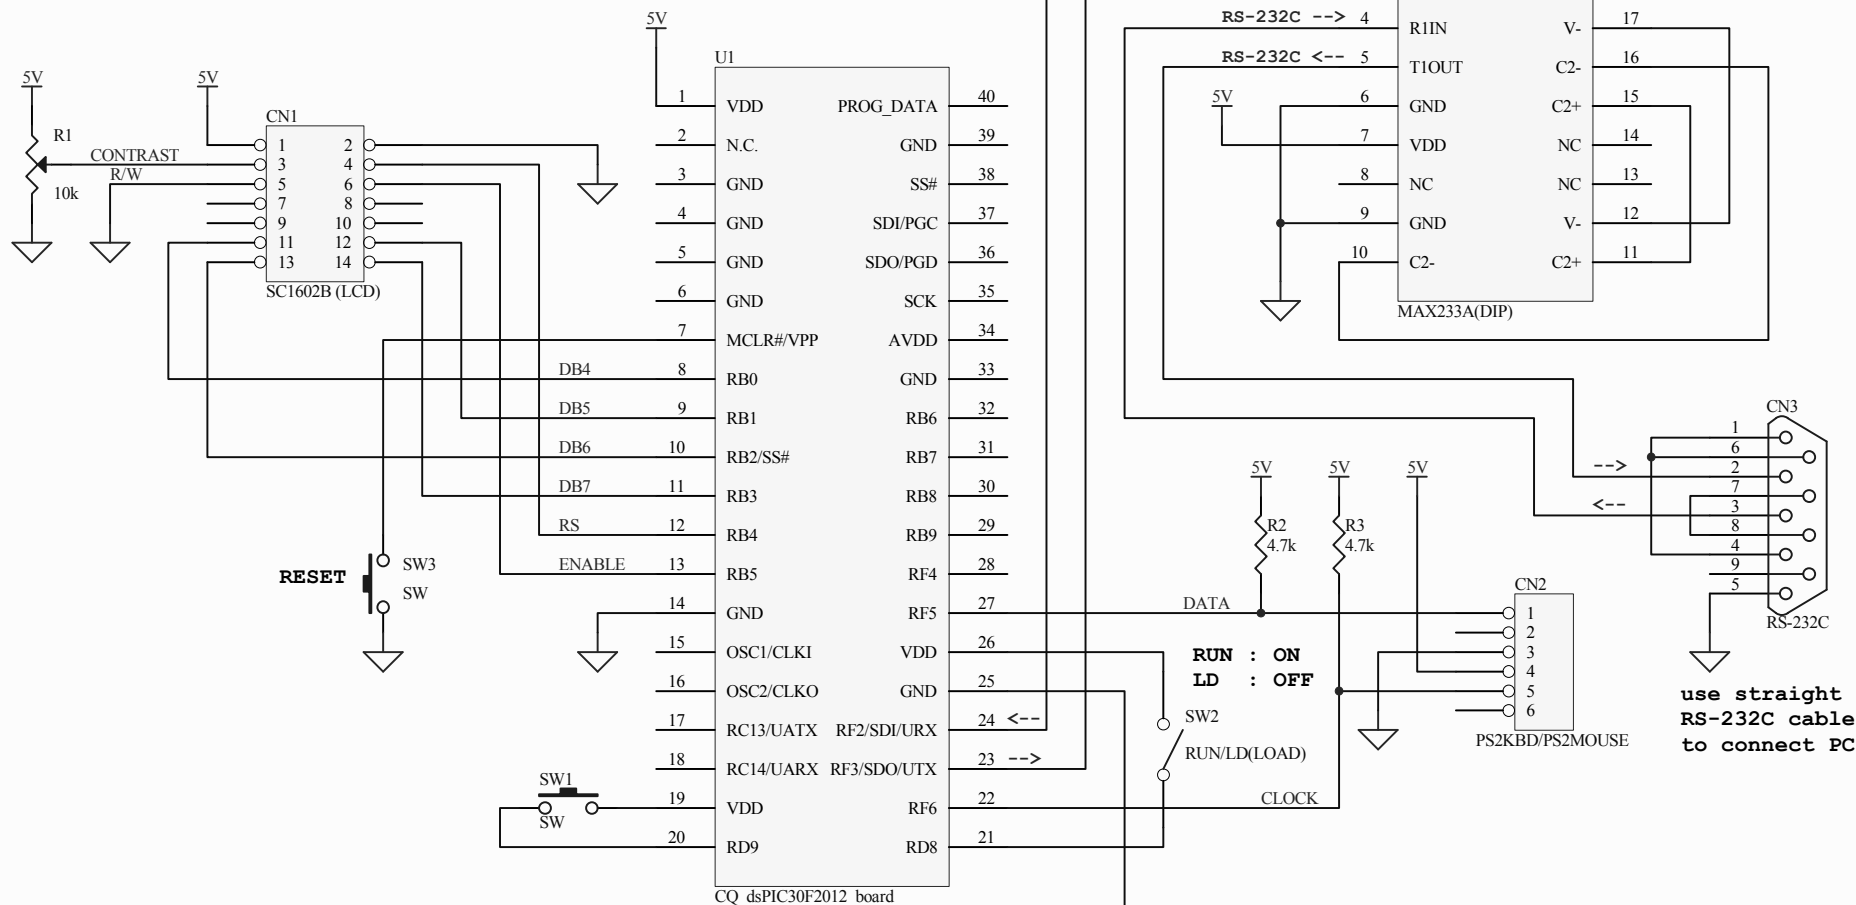 5V
R1
10k
CONTRAST
R/W
5V
CN1
1 2
3 4
5 6
7 8
9 10
11 12
13 14
SC1602B (LCD)
5V
U1
1 VDD PROG_DATA 40
2 N.C. GND 39
3 GND SS# 38
4 GND SDI/PGC 37
5 GND SDO/PGD 36
6 GND SCK 35
7 MCLR#/VPP AVDD 34
DB4 8 RB0 GND 33
DB5 9 RB1 RB6 32
DB6 10 RB2/SS# RB7 31
DB7 11 RB3 RB8 30
RS 12 RB4 RB9 29
ENABLE 13 RB5 RF4 28
14 GND RF5 27 DATA
15 OSC1/CLKI VDD 26
16 OSC2/CLKO GND 25
17 RC13/UATX RF2/SDI/URX 24 <--
18 RC14/UARX RF3/SDO/UTX 23 -->
19 VDD RF6 22 CLOCK
20 RD9 RD8 21
CQ dsPIC30F2012 board
RESET
SW3
SW
SW1
SW
RS-232C --> 4 R1IN V- 17
RS-232C <-- 5 T1OUT C2- 16
5V
6 GND C2+ 15
7 VDD NC 14
8 NC NC 13
9 GND V- 12
10 C2- C2+ 11
MAX233A(DIP)
5V 5V 5V
R2
4.7k
R3
4.7k
RUN : ON
LD : OFF
SW2
RUN/LD(LOAD)
CN2
1
2
3
4
5
6
PS2KBD/PS2MOUSE
CN3
1
6
--> 2
7
<-- 3
8
4
9
5
RS-232C
use straight
RS-232C cable
to connect PC